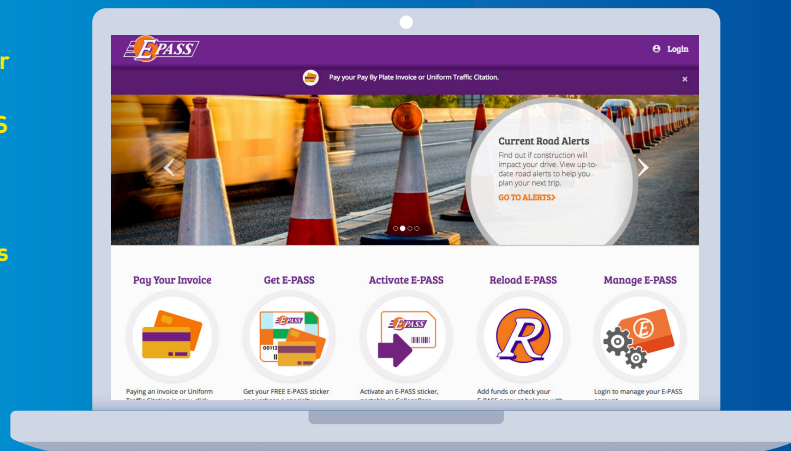 r
S
s
E-PASS
Login
Pay your Pay By Plate Invoice or Uniform Traffic Citation.
×
Current Road Alerts
Find out if construction will
impact your drive. View up-to-
date road alerts to help you
plan your next trip.
GO TO ALERTS>
Pay Your Invoice
Get E-PASS
Activate E-PASS
Reload E-PASS
Manage E-PASS
E-PASS
00112
E-PASS
R
E
Paying an invoice or Uniform
Get your FREE E-PASS sticker
Activate an E-PASS sticker,
Add funds or check your
Login to manage your E-PASS